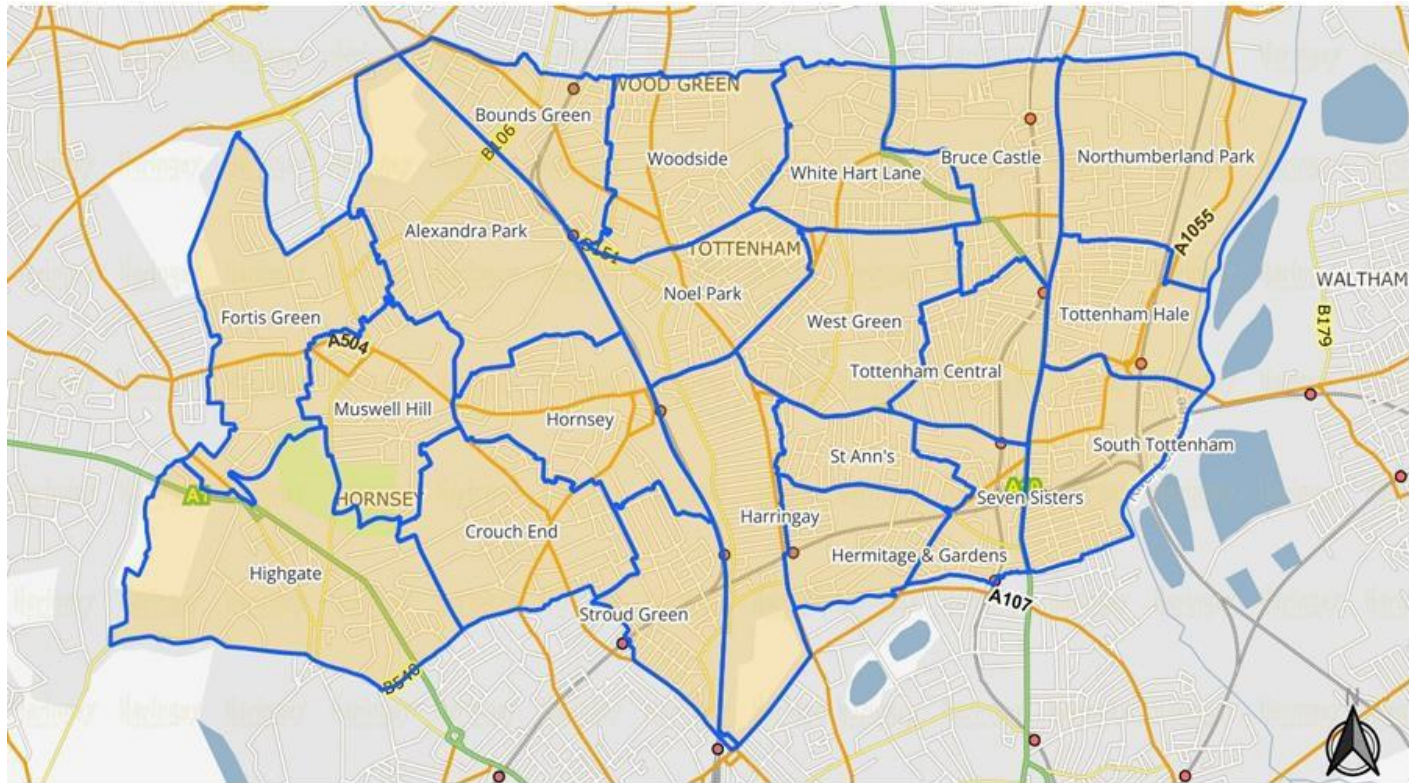 WOOD GREEN
Bounds Green
B106
Woodside
White Hart Lane
Bruce Castle
Northumberland Park
Alexandra Park
B151
TOTTENHAM
A1055
Noel Park
WALTHAM
Fortis Green
West Green
Tottenham Hale
B179
A504
Muswell Hill
Hornsey
Tottenham Central
St Ann's
South Tottenham
A1
HORNSEY
Seven Sisters
Crouch End
Harringay
Highgate
Hermitage & Gardens
Stroud Green
A107
B540
N